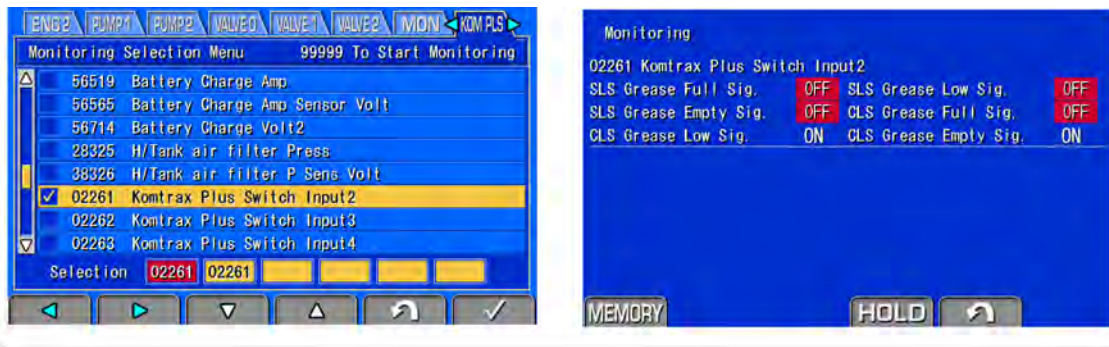 ENG2 PUMP1 PUMP2 VALVE0 VALVE1 VALVE2 MON KOM PLS
Monitoring Selection Menu 99999 To Start Monitoring
56519 Battery Charge Amp
56565 Battery Charge Amp Sensor Volt
56714 Battery Charge Volt2
28325 H/Tank air filter Press
38326 H/Tank air filter P Sens Volt
02261 Komtrax Plus Switch Input2
02262 Komtrax Plus Switch Input3
02263 Komtrax Plus Switch Input4
Selection 02261 02261
Monitoring
02261 Komtrax Plus Switch Input2
SLS Grease Full Sig. OFF SLS Grease Low Sig. OFF
SLS Grease Empty Sig. OFF CLS Grease Full Sig. OFF
CLS Grease Low Sig. ON CLS Grease Empty Sig. ON
MEMORY HOLD